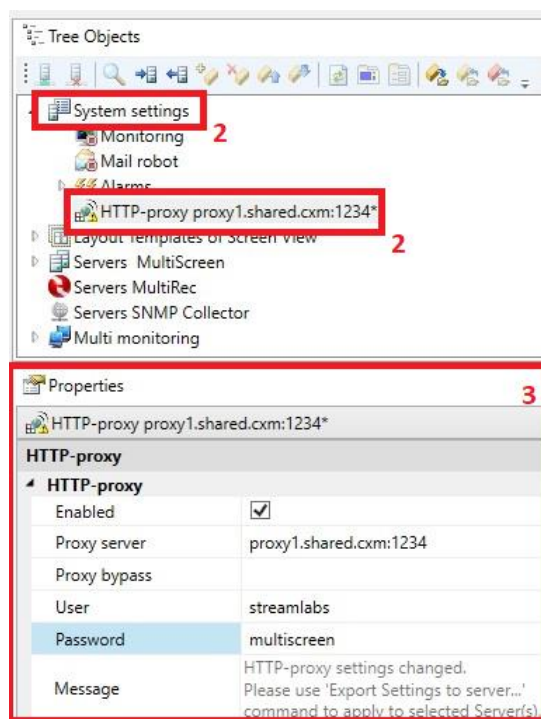 Tree Objects
System settings
2
Monitoring
Mail robot
Alarms
HTTP-proxy proxy1.shared.cxm:1234*
2
Layout Templates of Screen View
Servers MultiScreen
Servers MultiRec
Servers SNMP Collector
Multi monitoring
Properties
3
HTTP-proxy proxy1.shared.cxm:1234*
HTTP-proxy
HTTP-proxy
Enabled
Proxy server proxy1.shared.cxm:1234
Proxy bypass
User streamlabs
Password multiscreen
Message HTTP-proxy settings changed.
Please use 'Export Settings to server...'
command to apply to selected Server(s).